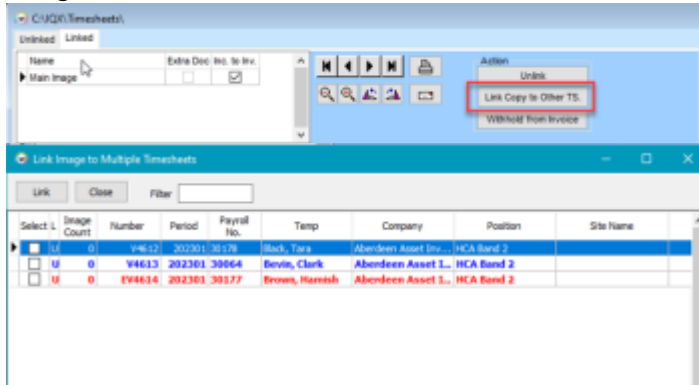 C:\IQX\Timesheets\
Unlinked Linked
Name Extra Doc Inc. to Inv.
Main Image
Action
Unlink
Link Copy to Other TS.
Withhold from Invoice
Link Image to Multiple Timesheets
Link Close Filter
Select L Image Count Number Period Payroll No. Temp Company Position Site Name
U 0 V4612 202301 30178 Black, Tara Aberdeen Asset Inv... HCA Band 2
U 0 V4613 202301 30064 Bevin, Clark Aberdeen Asset I... HCA Band 2
U 0 EV4614 202301 30177 Brown, Hamish Aberdeen Asset I... HCA Band 2